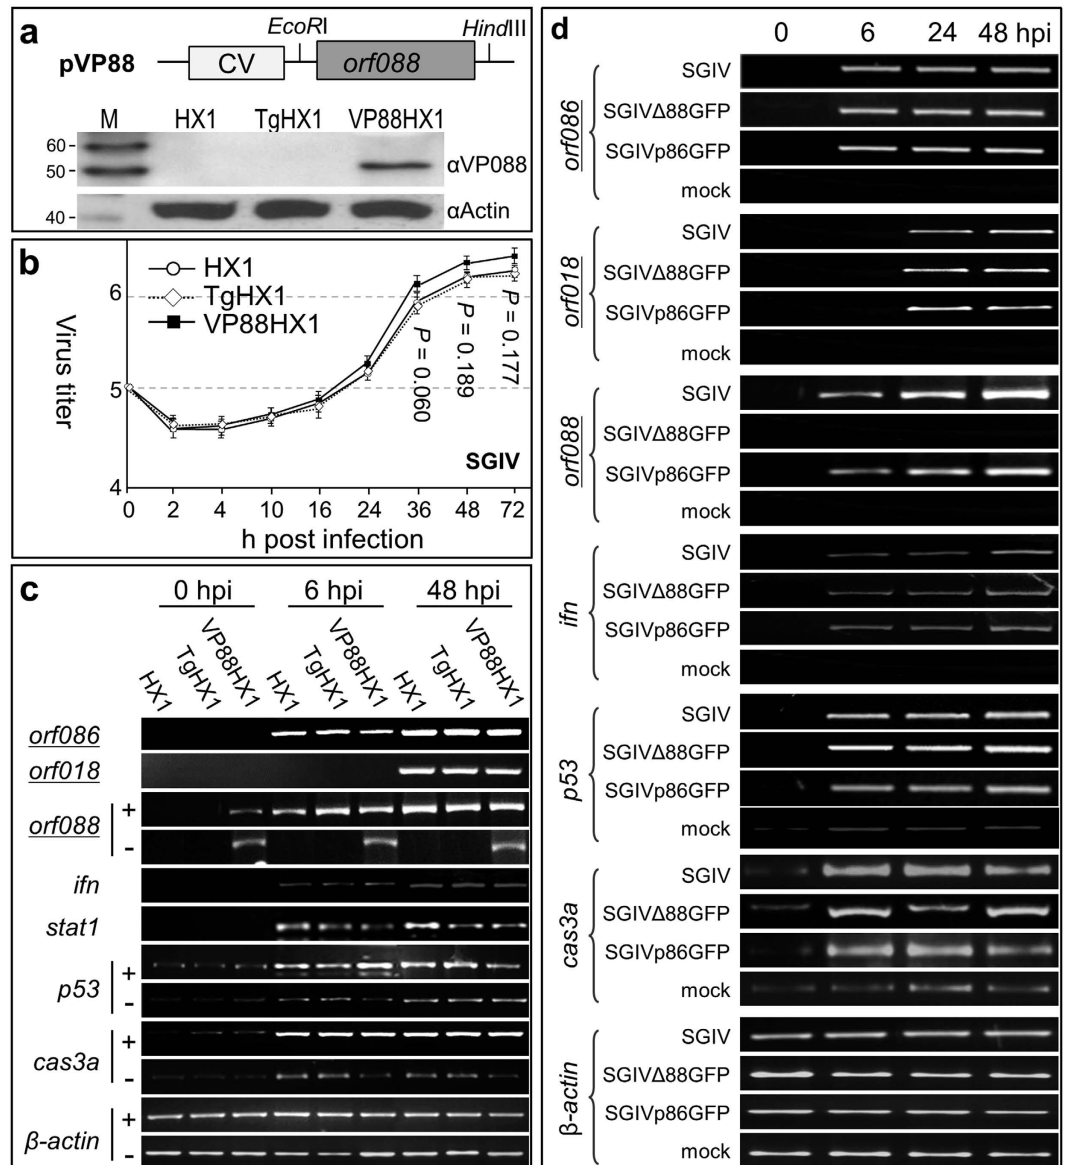 a
EcoRI
HindIII
pVP88
CV
orf088
M
HX1
TgHX1
VP88HX1
60
50
αVP088
40
αActin
b
HX1
TgHX1
VP88HX1
6
5
4
Virus titer
P = 0.060
P = 0.189
P = 0.177
SGIV
0 2 4 10 16 24 36 48 72
h post infection
c
0 hpi 6 hpi 48 hpi
HX1 TgHX1 VP88HX1 HX1 TgHX1 VP88HX1 HX1 TgHX1 VP88HX1
orf086
orf018
orf088
+
-
ifn
stat1
p53
+
-
cas3a
+
-
β-actin
+
-
d
0 6 24 48 hpi
orf086
SGIV
SGIVΔ88GFP
SGIVp86GFP
mock
orf018
SGIV
SGIVΔ88GFP
SGIVp86GFP
mock
orf088
SGIV
SGIVΔ88GFP
SGIVp86GFP
mock
ifn
SGIV
SGIVΔ88GFP
SGIVp86GFP
mock
p53
SGIV
SGIVΔ88GFP
SGIVp86GFP
mock
cas3a
SGIV
SGIVΔ88GFP
SGIVp86GFP
mock
β-actin
SGIV
SGIVΔ88GFP
SGIVp86GFP
mock